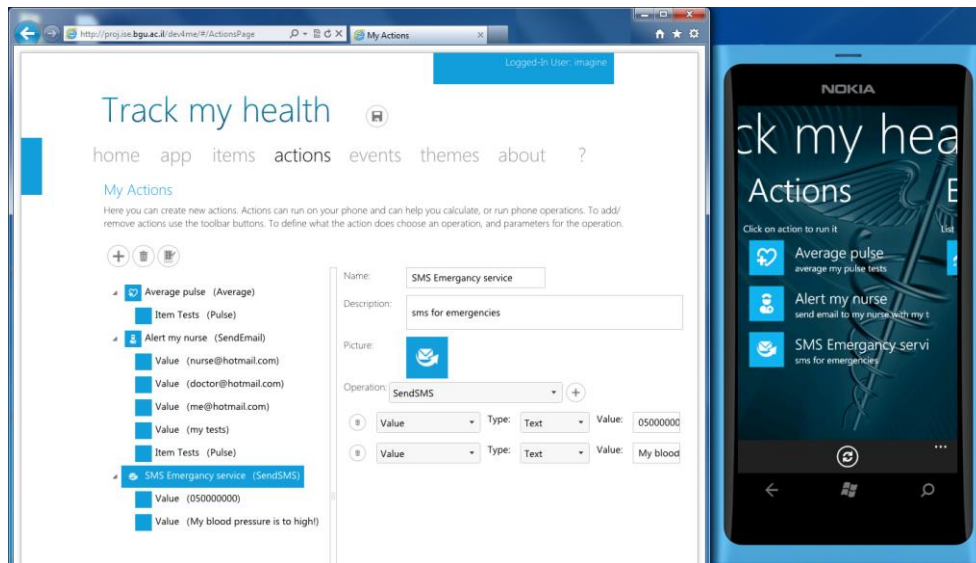 http://proj.ise.bgu.ac.il/dev4me/#/ActionsPage
My Actions
Logged-In User: imagine
Track my health
home app items actions events themes about ?
My Actions
Here you can create new actions. Actions can run on your phone and can help you calculate, or run phone operations. To add/
remove actions use the toolbar buttons. To define what the action does choose an operation, and parameters for the operation.
Average pulse (Average)
Item Tests (Pulse)
Alert my nurse (SendEmail)
Value (nurse@hotmail.com)
Value (doctor@hotmail.com)
Value (me@hotmail.com)
Value (my tests)
Item Tests (Pulse)
SMS Emergancy service (SendSMS)
Value (050000000)
Value (My blood pressure is to high!)
Name: SMS Emergancy service
Description: sms for emergencies
Picture:
Operation: SendSMS
Value Type: Text Value: 05000000
Value Type: Text Value: My blood
NOKIA
ck my hea
Actions E
Click on action to run it List
Average pulse
average my pulse tests
Alert my nurse
send email to my nurse with my t
SMS Emergancy servi
sms for emergencies